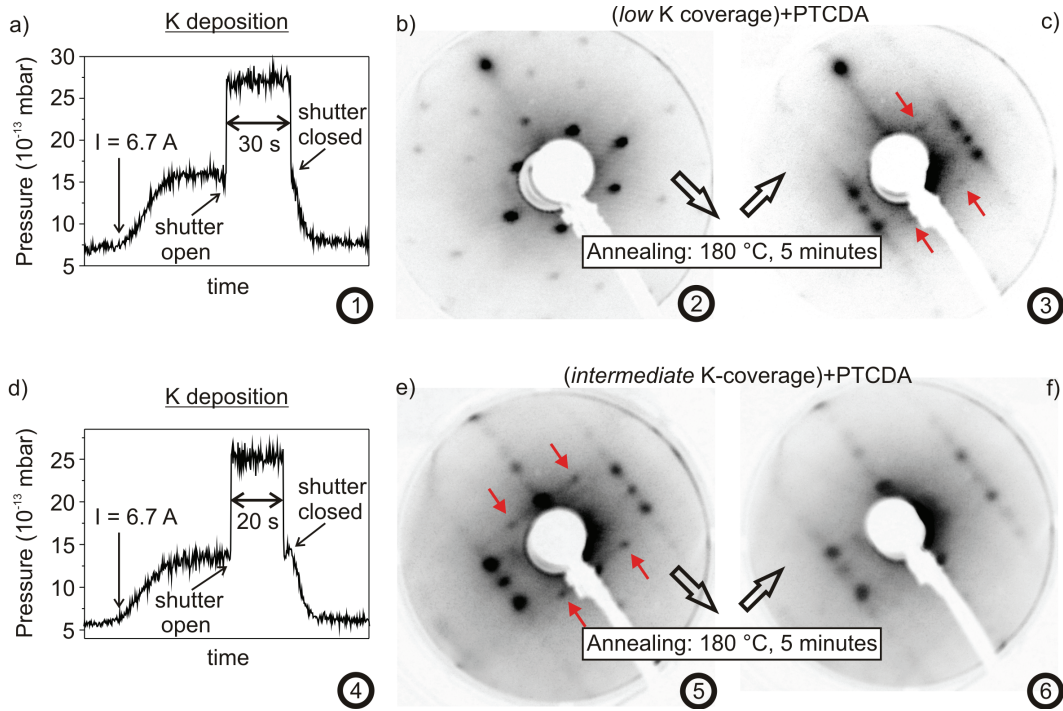 a)
K deposition
30
25
20
15
10
5
Pressure (10⁻¹³ mbar)
I = 6.7 A
30 s
shutter
closed
shutter
open
time
1
(low K coverage)+PTCDA
b)
c)
Annealing: 180 °C, 5 minutes
2
3
d)
K deposition
25
20
15
10
5
Pressure (10⁻¹³ mbar)
I = 6.7 A
20 s
shutter
closed
shutter
open
time
4
(intermediate K-coverage)+PTCDA
e)
f)
Annealing: 180 °C, 5 minutes
5
6